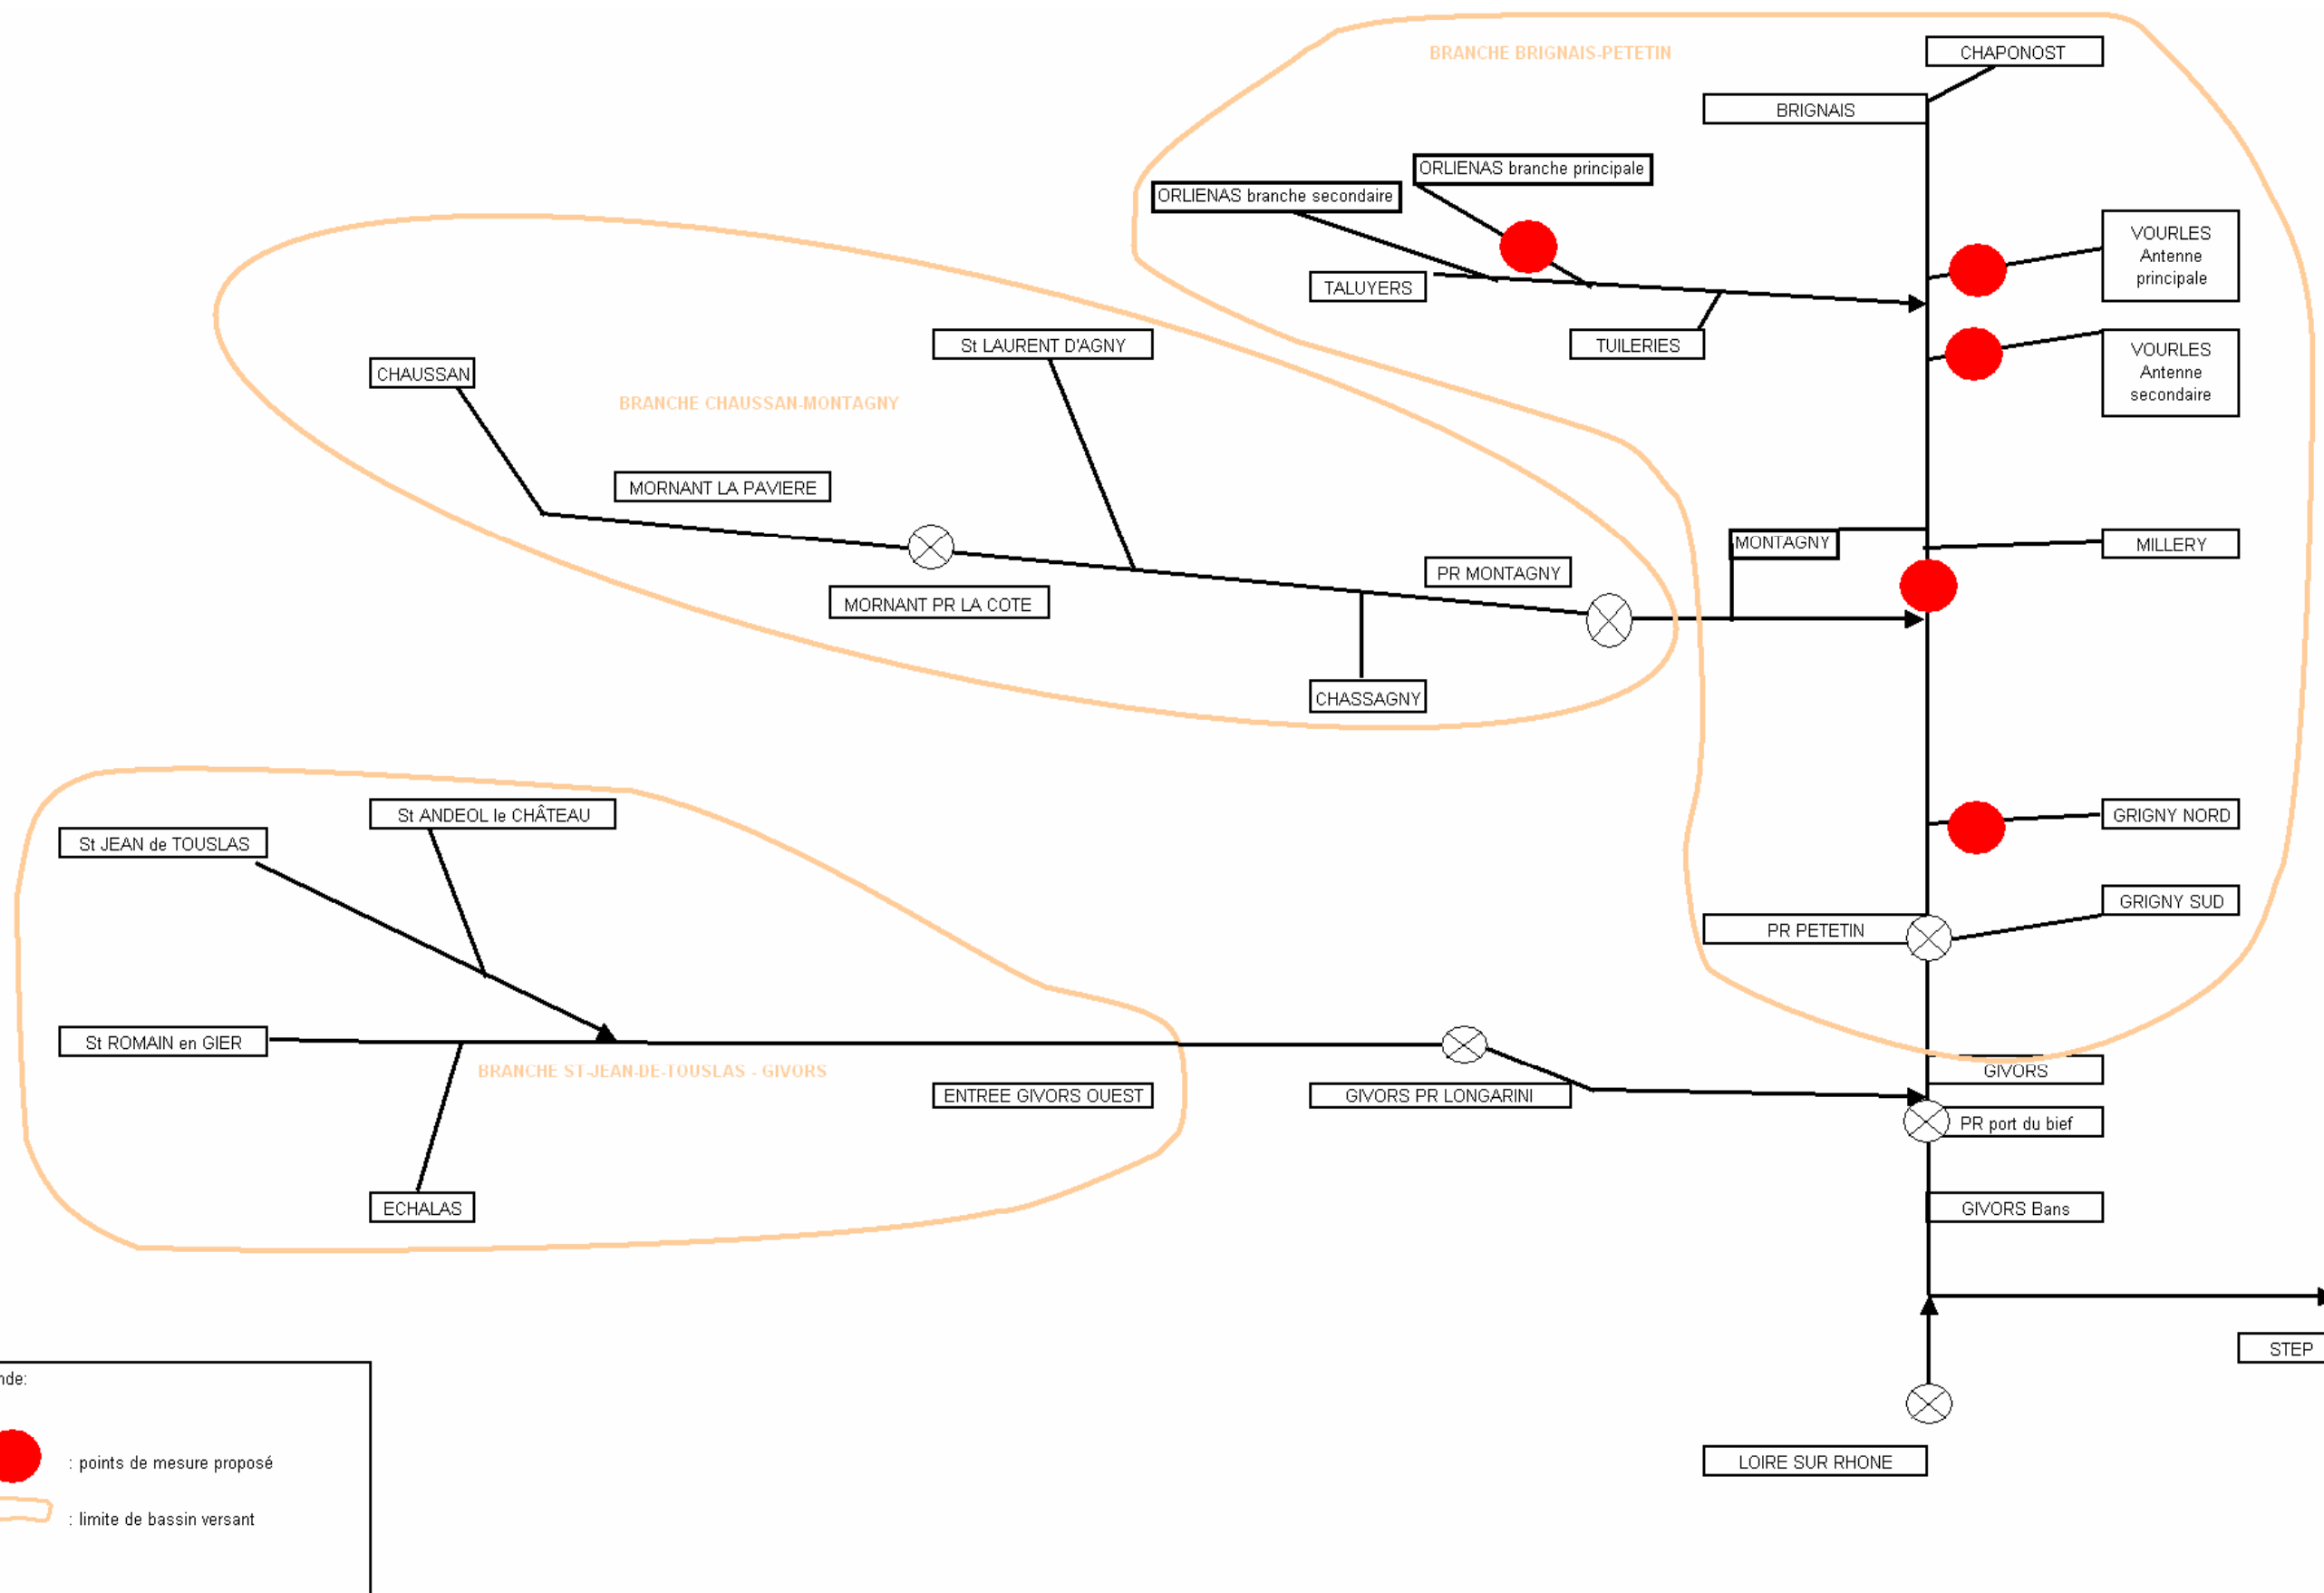 BRANCHE BRIGNAIS-PETETIN
CHAPONOST
BRIGNAIS
ORLIENAS branche principale
ORLIENAS branche secondaire
VOURLES
Antenne
principale
TALUYERS
TUILERIES
St LAURENT D'AGNY
VOURLES
Antenne
secondaire
CHAUSSAN
BRANCHE CHAUSSAN-MONTAGNY
MORNANT LA PAVIERE
MONTAGNY
MILLERY
PR MONTAGNY
MORNANT PR LA COTE
CHASSAGNY
St ANDEOL le CHÂTEAU
GRIGNY NORD
St JEAN de TOUSLAS
GRIGNY SUD
PR PETETIN
St ROMAIN en GIER
BRANCHE ST-JEAN-DE-TOUSLAS - GIVORS
GIVORS
ENTREE GIVORS OUEST
GIVORS PR LONGARINI
PR port du bief
ECHALAS
GIVORS Bans
STEP
nde:
LOIRE SUR RHONE
: points de mesure proposé
: limite de bassin versant